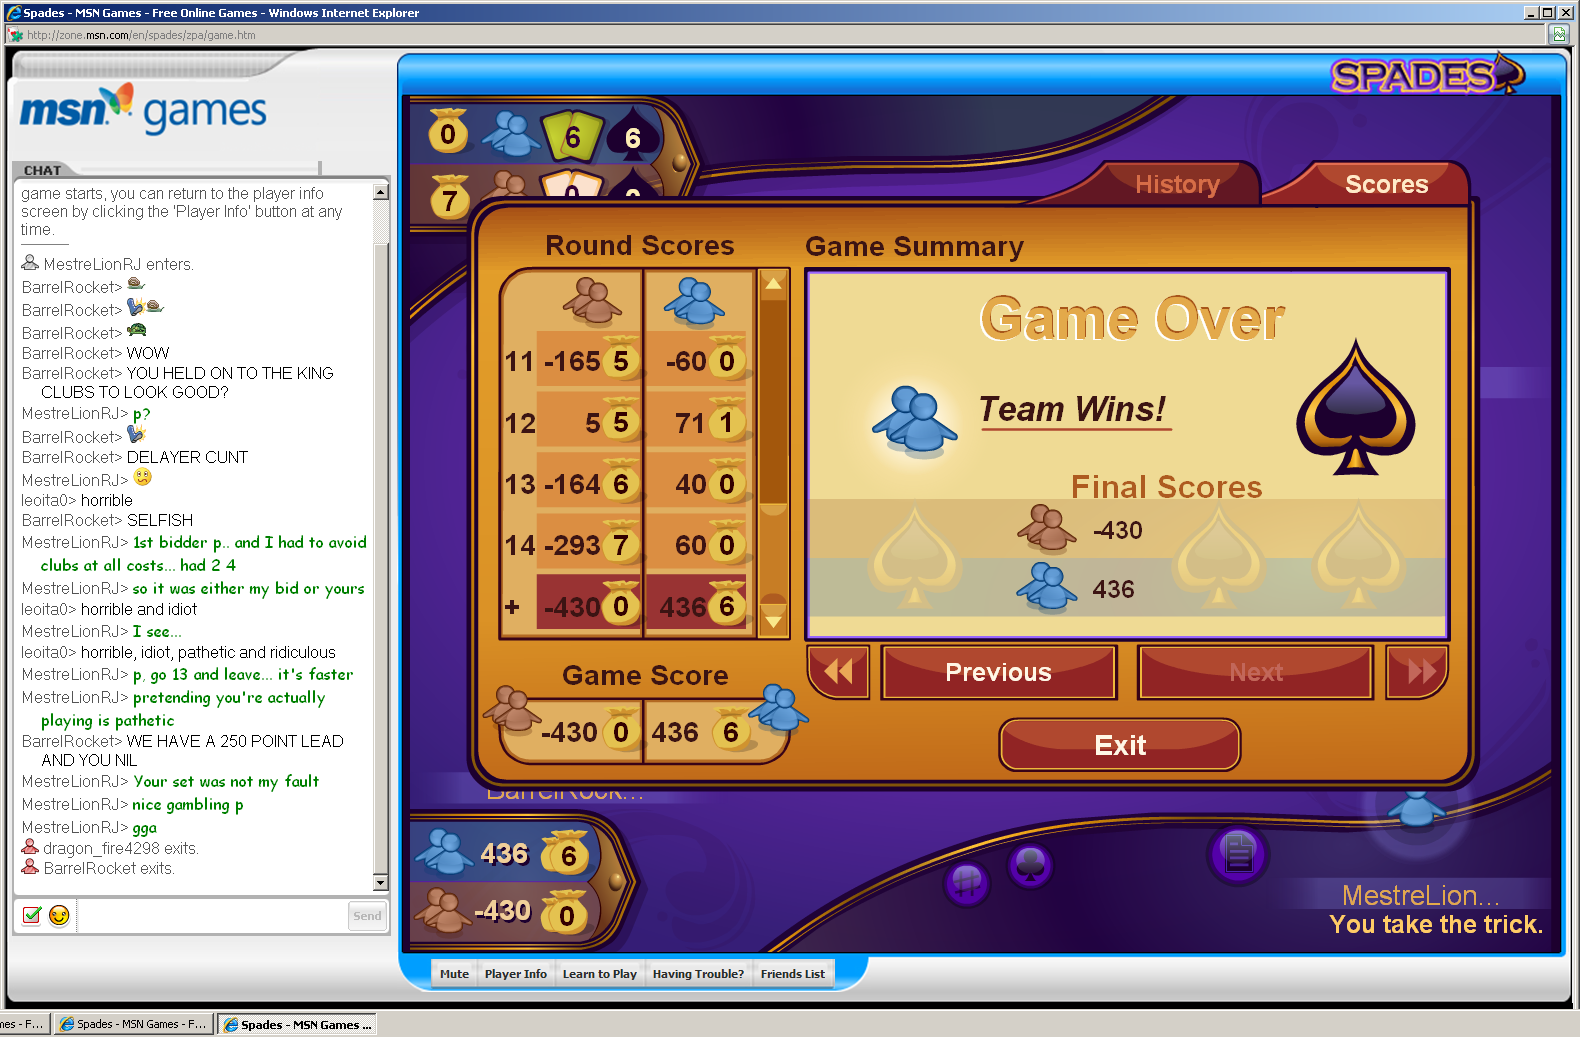 Spades - MSN Games - Free Online Games - Windows Internet Explorer
http://zone.msn.com/en/spades/zpa/game.htm
msn games
CHAT
game starts, you can return to the player info
screen by clicking the 'Player Info' button at any
time.
MestreLionRJ enters.
BarrelRocket>
BarrelRocket>
BarrelRocket>
BarrelRocket> WOW
BarrelRocket> YOU HELD ON TO THE KING
CLUBS TO LOOK GOOD?
MestreLionRJ> p?
BarrelRocket>
BarrelRocket> DELAYER CUNT
MestreLionRJ>
leoita0> horrible
BarrelRocket> SELFISH
MestreLionRJ> 1st bidder p.. and I had to avoid
clubs at all costs... had 2 4
MestreLionRJ> so it was either my bid or yours
leoita0> horrible and idiot
MestreLionRJ> I see...
leoita0> horrible, idiot, pathetic and ridiculous
MestreLionRJ> p, go 13 and leave... it's faster
MestreLionRJ> pretending you're actually
playing is pathetic
BarrelRocket> WE HAVE A 250 POINT LEAD
AND YOU NIL
MestreLionRJ> Your set was not my fault
MestreLionRJ> nice gambling p
MestreLionRJ> gga
dragon_fire4298 exits.
BarrelRocket exits.
Send
SPADES
0 6 6
7 0 0
History
Scores
Round Scores
11 -165 5 -60 0
12 5 5 71 1
13 -164 6 40 0
14 -293 7 60 0
+ -430 0 436 6
Game Score
-430 0 436 6
Game Summary
Game Over
Team Wins!
Final Scores
-430
436
Previous
Next
Exit
BarrelRock...
436 6
-430 0
MestreLion...
You take the trick.
Mute
Player Info
Learn to Play
Having Trouble?
Friends List
mes - F...
Spades - MSN Games - F...
Spades - MSN Games ...